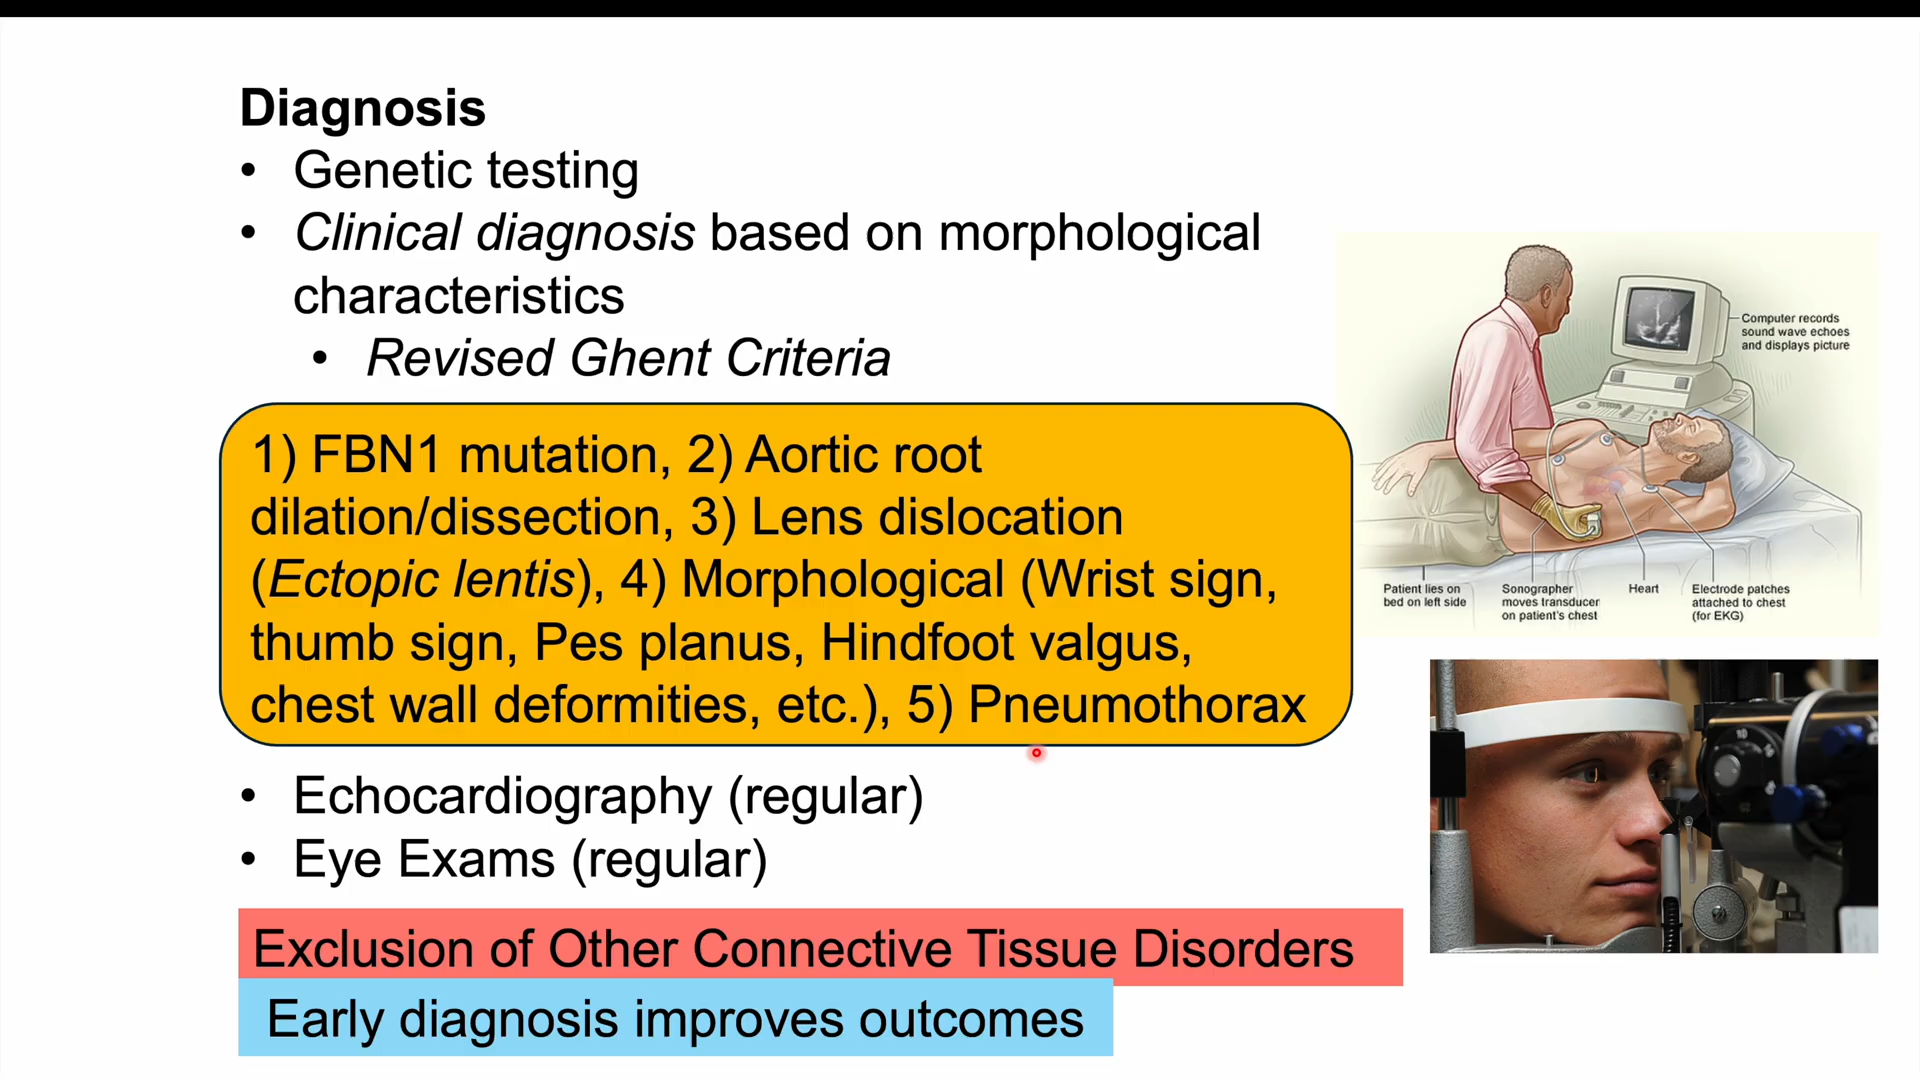 Diagnosis
• Genetic testing
• Clinical diagnosis based on morphological
characteristics
• Revised Ghent Criteria
1) FBN1 mutation, 2) Aortic root
dilation/dissection, 3) Lens dislocation
(Ectopic lentis), 4) Morphological (Wrist sign,
thumb sign, Pes planus, Hindfoot valgus,
chest wall deformities, etc.), 5) Pneumothorax
• Echocardiography (regular)
• Eye Exams (regular)
Exclusion of Other Connective Tissue Disorders
Early diagnosis improves outcomes
Computer records
sound wave echoes
and displays picture
Patient lies on
bed on left side
Sonographer
moves transducer
on patient's chest
Heart
Electrode patches
attached to chest
(for EKG)
10